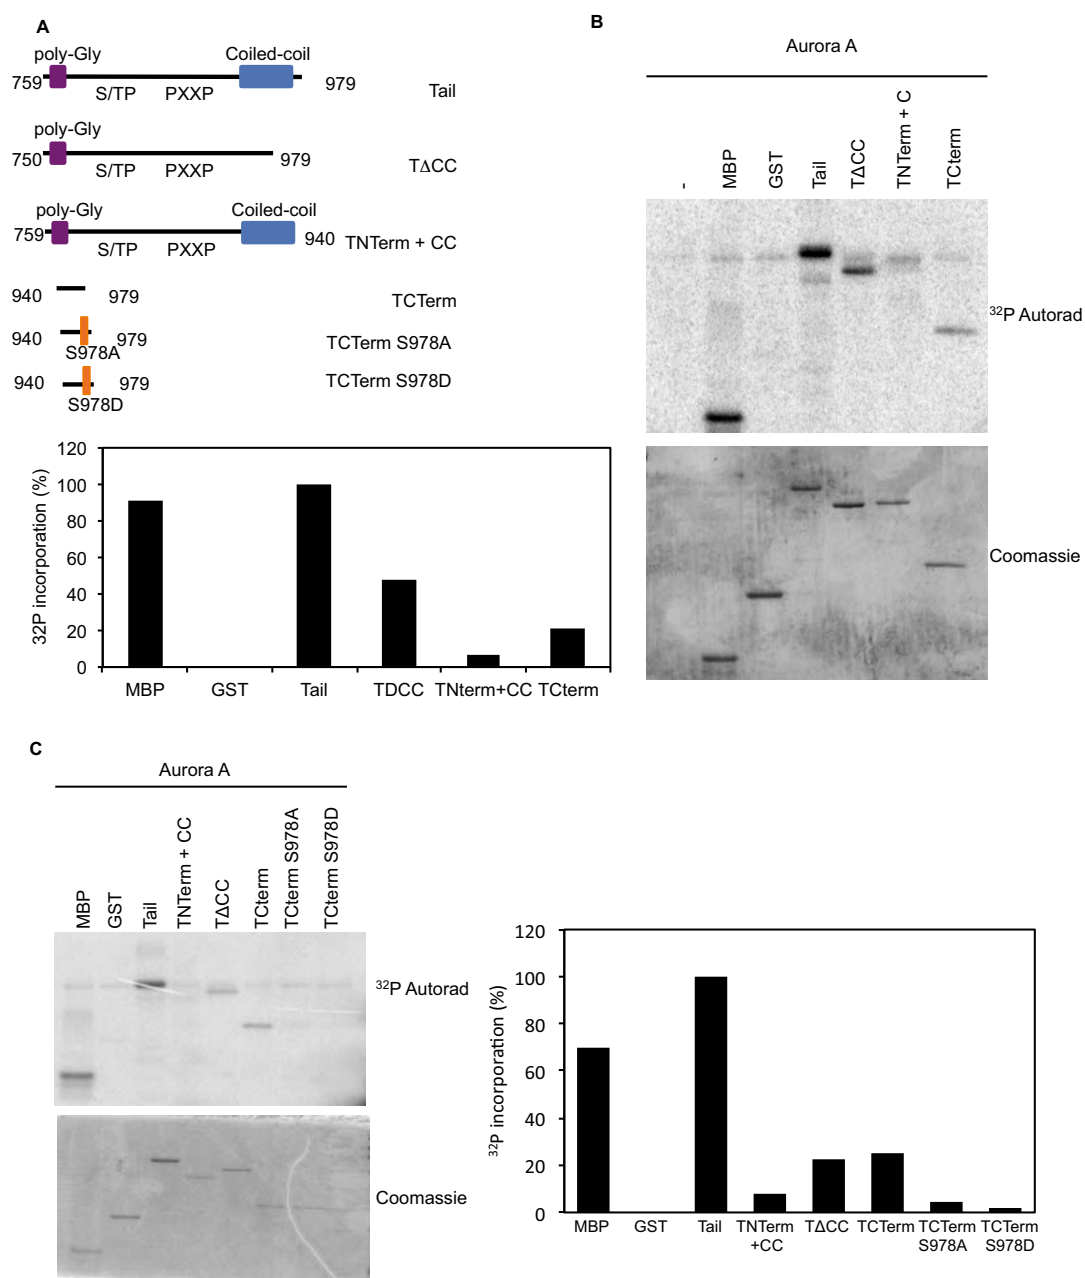 A
poly-Gly
Coiled-coil
759
979
S/TP
PXXP
Tail
poly-Gly
750
979
S/TP
PXXP
TΔCC
poly-Gly
Coiled-coil
759
940
S/TP
PXXP
TNTerm + CC
940
979
TCTerm
940
979
S978A
TCTerm S978A
940
979
S978D
TCTerm S978D
32P incorporation (%)
120
100
80
60
40
20
0
MBP
GST
Tail
TDCC
TNterm+CC
TCterm
B
Aurora A
-
MBP
GST
Tail
TΔCC
TNTerm + C
TCterm
32P Autorad
Coomassie
C
Aurora A
MBP
GST
Tail
TNTerm + CC
TΔCC
TCterm
TCterm S978A
TCterm S978D
32P Autorad
Coomassie
32P incorporation (%)
120
100
80
60
40
20
0
MBP
GST
Tail
TNTerm
+CC
TΔCC
TCTerm
TCTerm
S978A
TCTerm
S978D